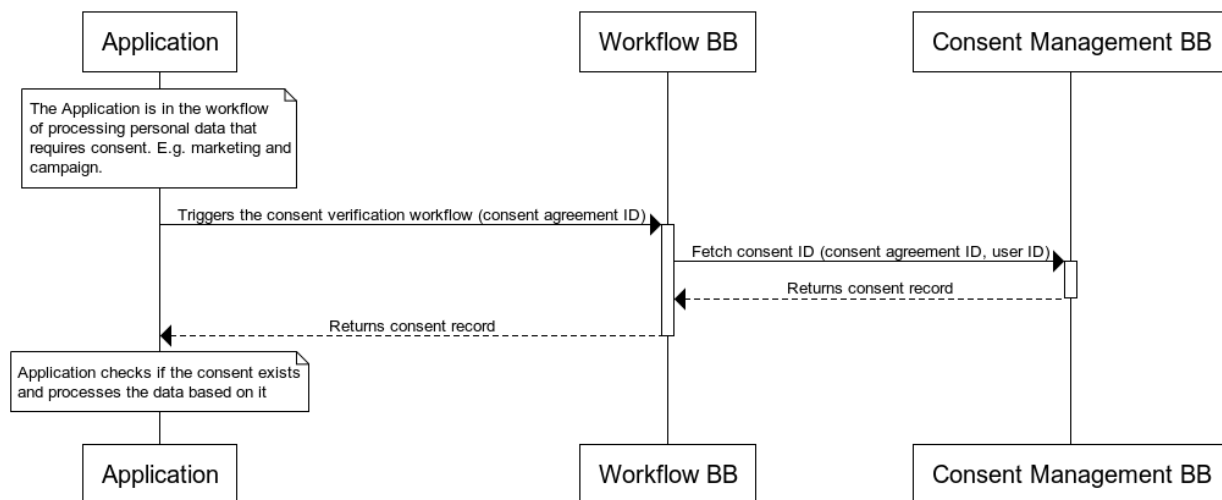 Application
Workflow BB
Consent Management BB
The Application is in the workflow
of processing personal data that
requires consent. E.g. marketing and
campaign.
Triggers the consent verification workflow (consent agreement ID)
Fetch consent ID (consent agreement ID, user ID)
Returns consent record
Returns consent record
Application checks if the consent exists
and processes the data based on it
Application
Workflow BB
Consent Management BB